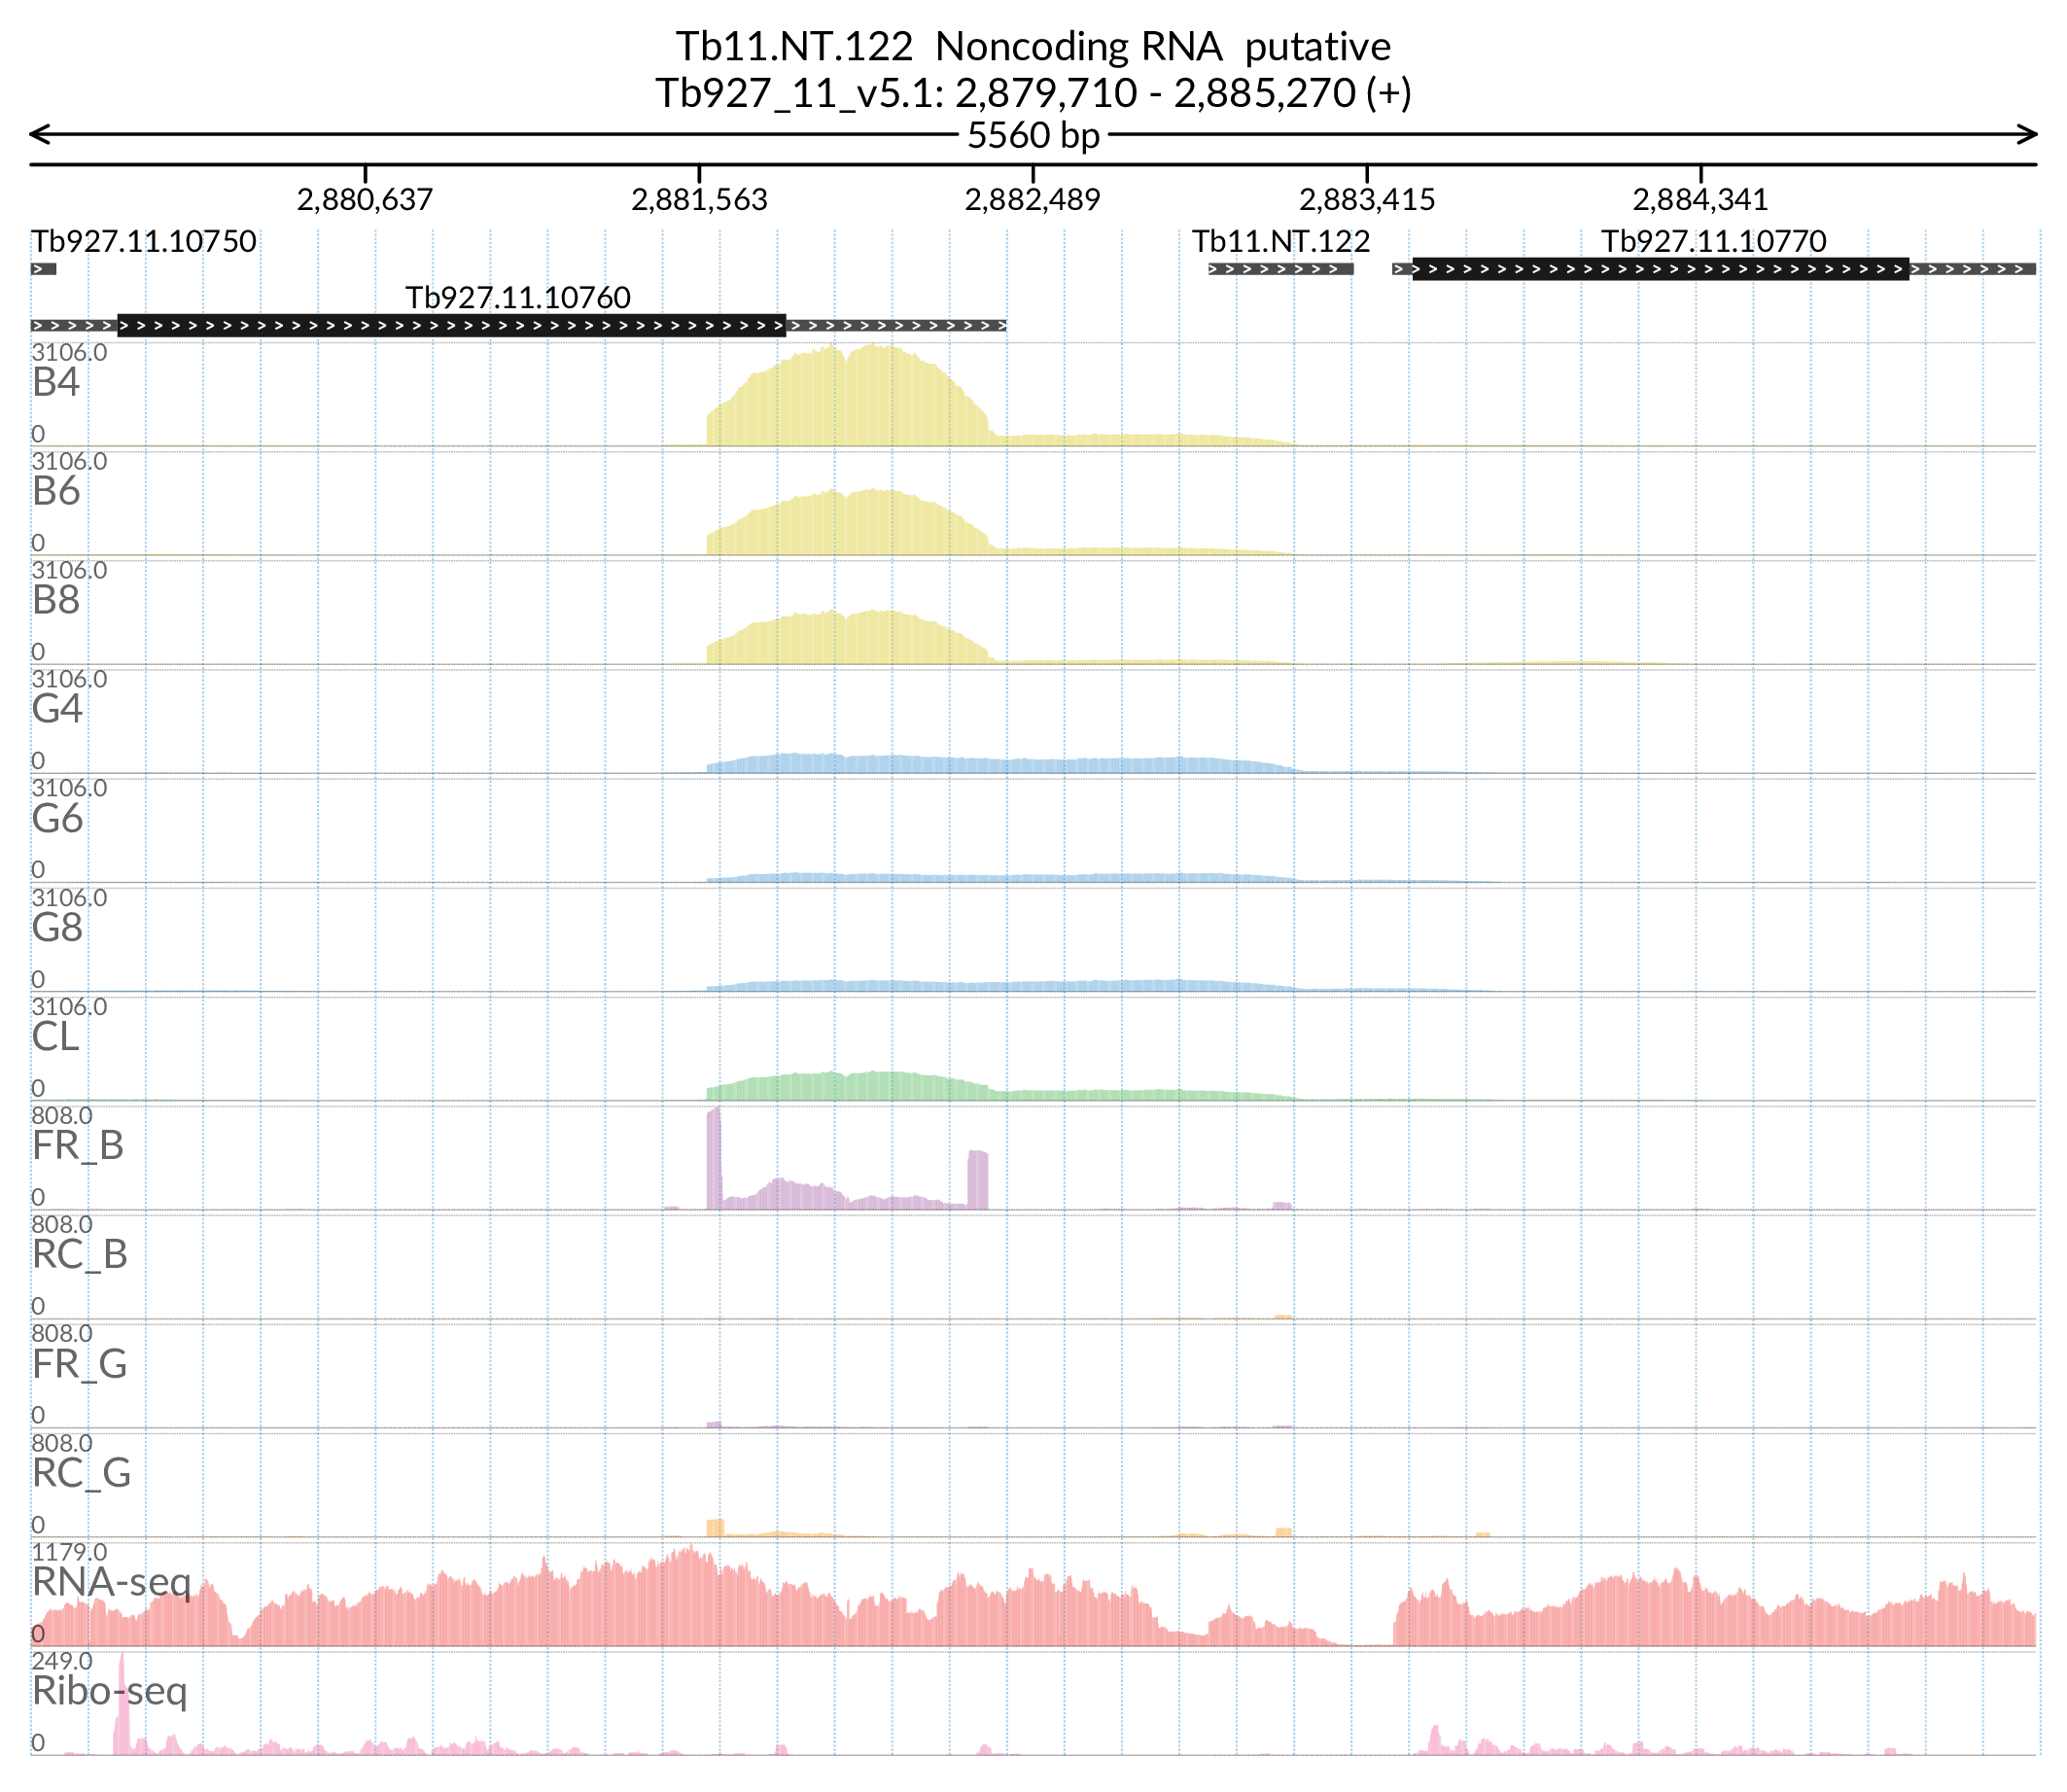 Tb11.NT.122 Noncoding RNA putative
Tb927_11_v5.1: 2,879,710 - 2,885,270 (+)
5560 bp
2,880,637 2,881,563 2,882,489 2,883,415 2,884,341
Tb927.11.10750 Tb11.NT.122 Tb927.11.10770
Tb927.11.10760
3106.0
B4
0
3106.0
B6
0
3106.0
B8
0
3106.0
G4
0
3106.0
G6
0
3106.0
G8
0
3106.0
CL
0
808.0
FR_B
0
808.0
RC_B
0
808.0
FR_G
0
808.0
RC_G
0
1179.0
RNA-seq
0
249.0
Ribo-seq
0